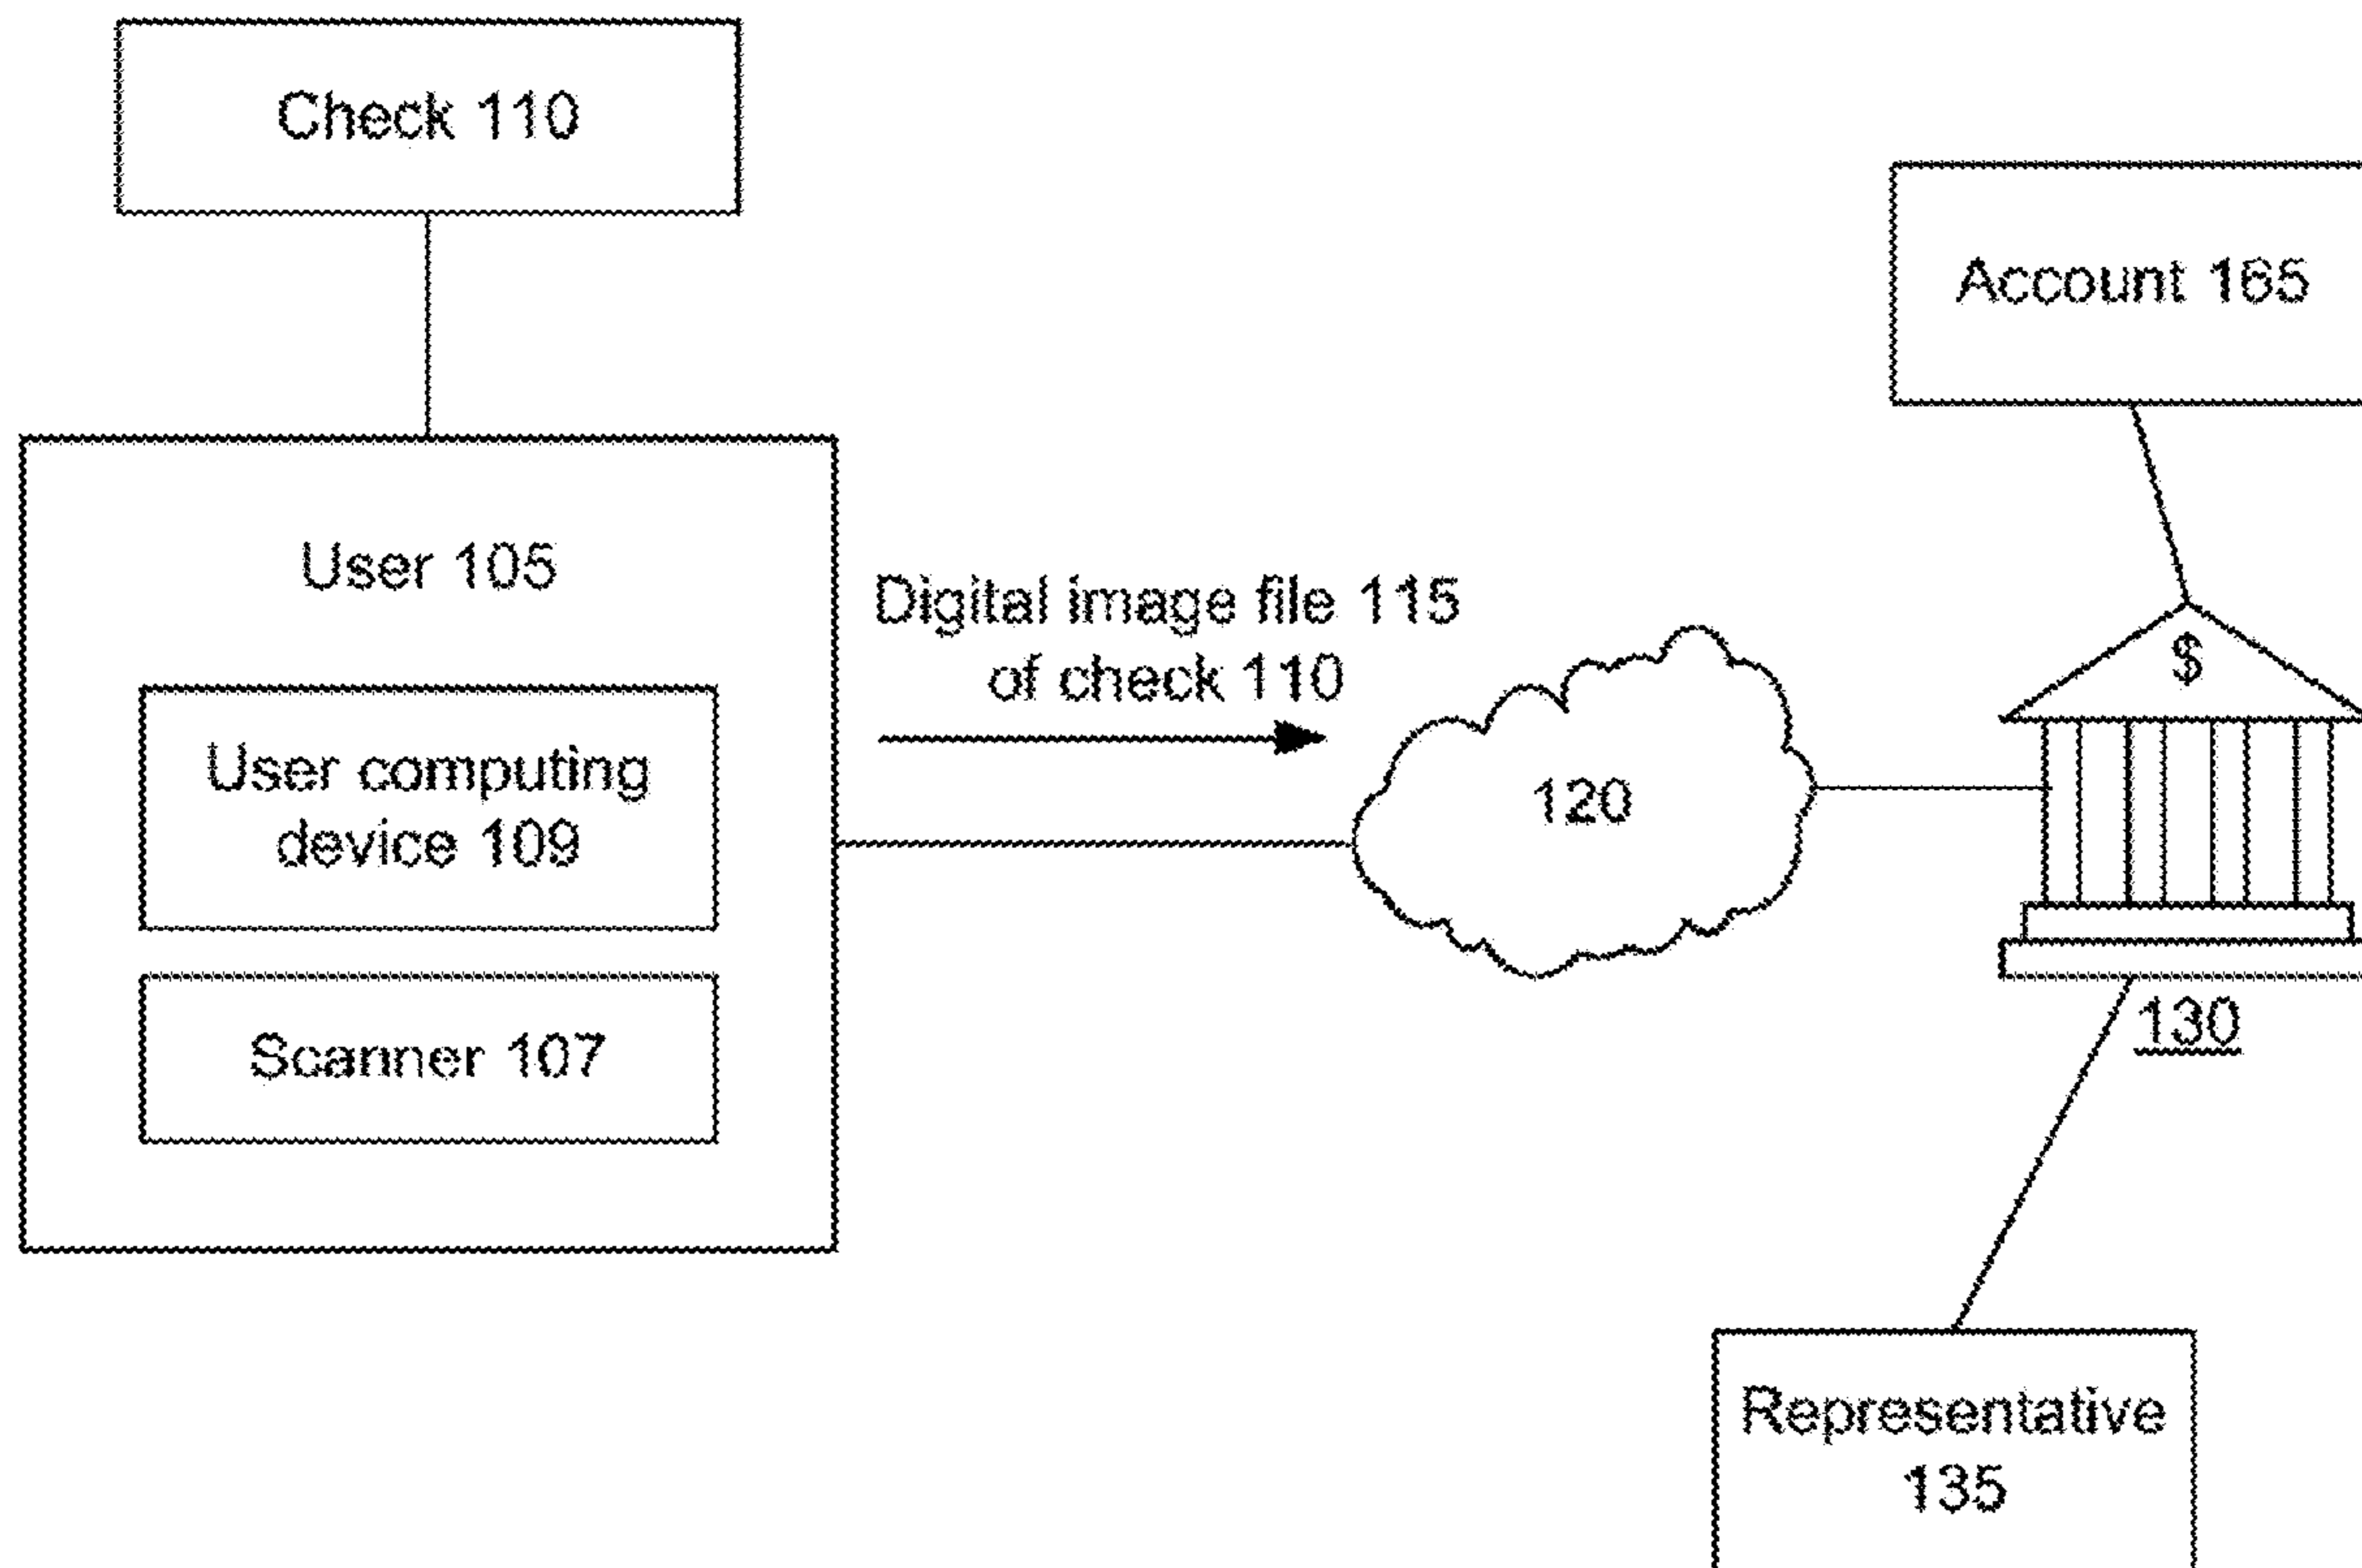 Check 110
Account 165
User 105
Digital image file 115
of check 110
$
User computing
device 109
120
130
Scanner 107
Representative
135